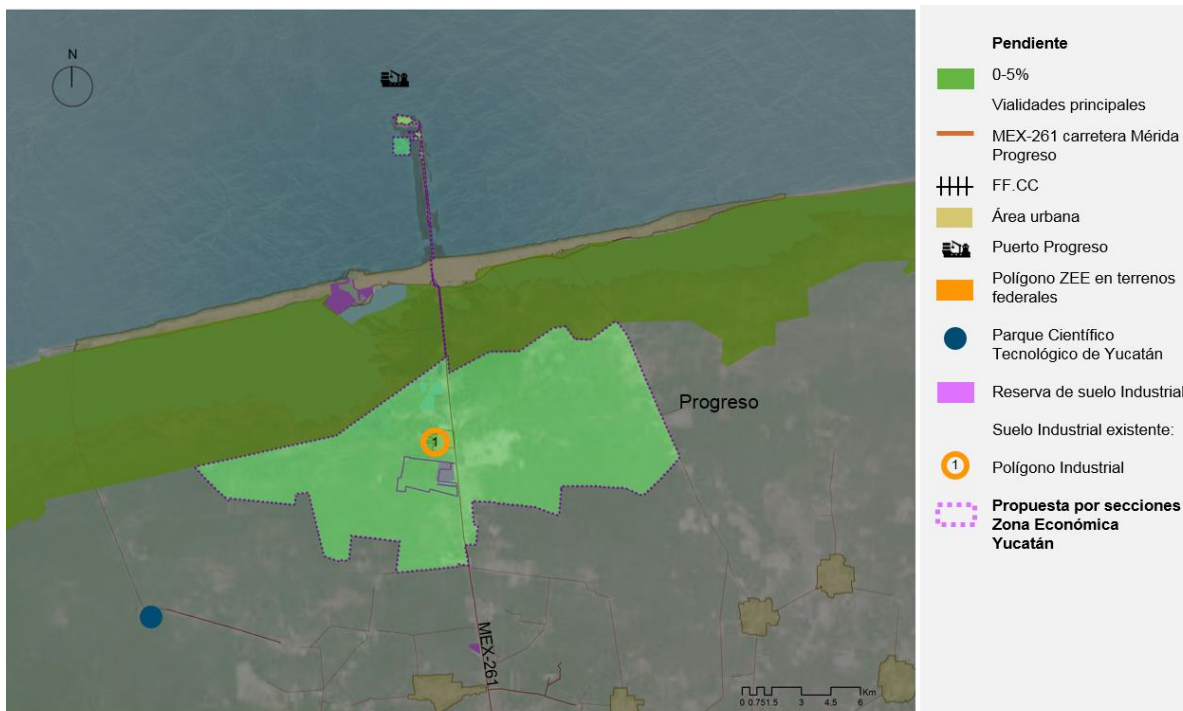 N
Progreso
1
MEX-261
0 0.751.5 3 4.5 6
Km
Pendiente
0-5%
Vialidades principales
MEX-261 carretera Mérida
Progreso
FF.CC
Área urbana
Puerto Progreso
Polígono ZEE en terrenos
federales
Parque Científico
Tecnológico de Yucatán
Reserva de suelo Industrial
Suelo Industrial existente:
1
Polígono Industrial
Propuesta por secciones
Zona Económica
Yucatán